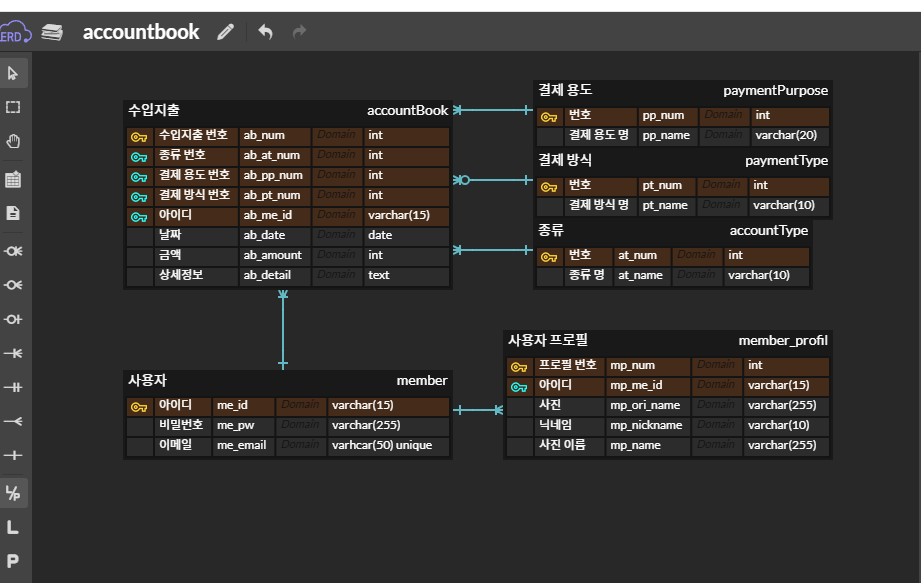 ERD
accountbook
수입지출 accountBook
수입지출 번호 ab_num Domain int
종류 번호 ab_at_num Domain int
결제 용도 번호 ab_pp_num Domain int
결제 방식 번호 ab_pt_num Domain int
아이디 ab_me_id Domain varchar(15)
날짜 ab_date Domain date
금액 ab_amount Domain int
상세정보 ab_detail Domain text
결제 용도 paymentPurpose
번호 pp_num Domain int
결제 용도 명 pp_name Domain varchar(20)
결제 방식 paymentType
번호 pt_num Domain int
결제 방식 명 pt_name Domain varchar(10)
종류 accountType
번호 at_num Domain int
종류 명 at_name Domain varchar(10)
사용자 member
아이디 me_id Domain varchar(15)
비밀번호 me_pw Domain varchar(255)
이메일 me_email Domain varhcar(50) unique
사용자 프로필 member_profil
프로필 번호 mp_num Domain int
아이디 mp_me_id Domain varchar(15)
사진 mp_ori_name Domain varchar(255)
닉네임 mp_nickname Domain varchar(10)
사진 이름 mp_name Domain varchar(255)
L/P
L
P